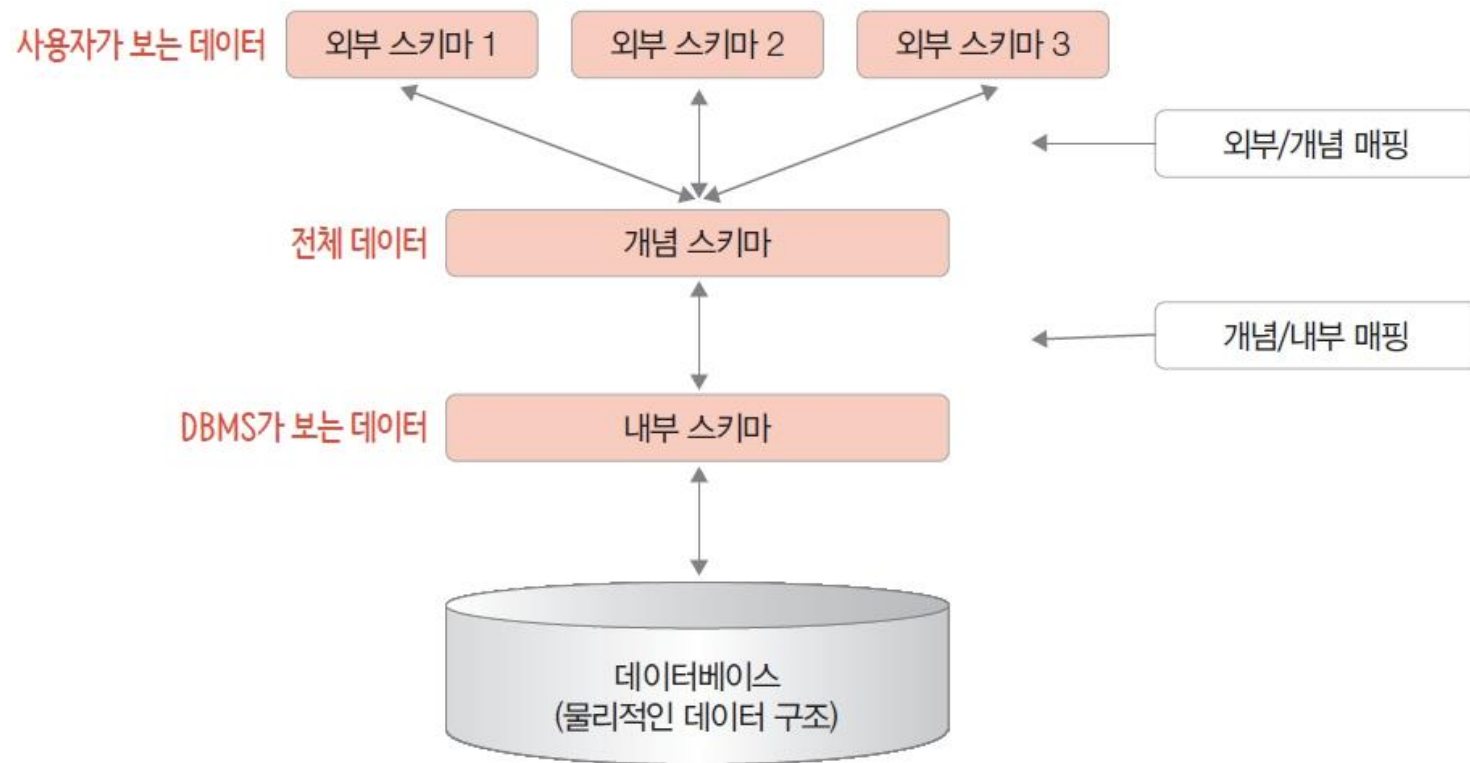 사용자가 보는 데이터
외부 스키마 1
외부 스키마 2
외부 스키마 3
외부/개념 매핑
전체 데이터
개념 스키마
개념/내부 매핑
DBMS가 보는 데이터
내부 스키마
데이터베이스
(물리적인 데이터 구조)